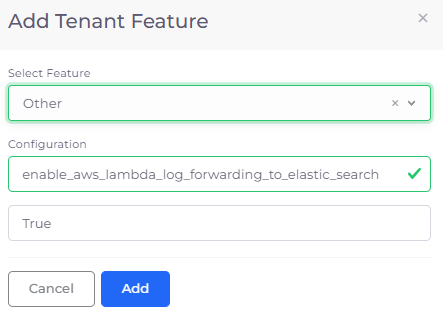 Add Tenant Feature
Select Feature
Other
Configuration
enable_aws_lambda_log_forwarding_to_elastic_search
True
Cancel Add